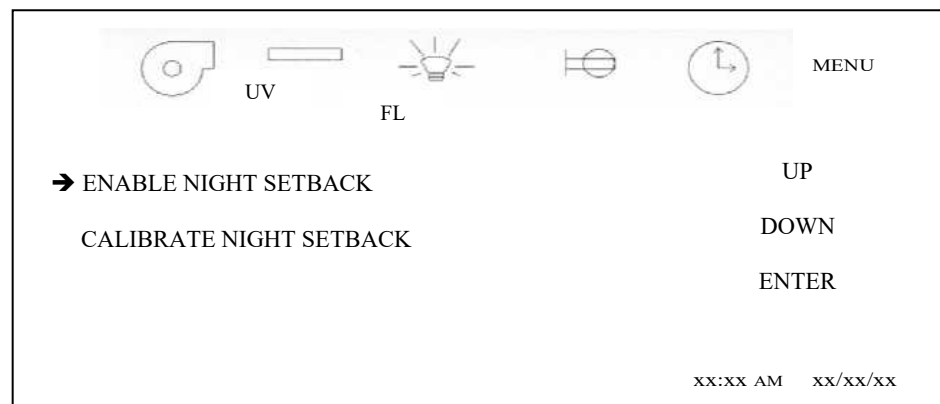 MENU
UV
FL
➔ ENABLE NIGHT SETBACK
UP
CALIBRATE NIGHT SETBACK
DOWN
ENTER
xx:xx AM xx/xx/xx